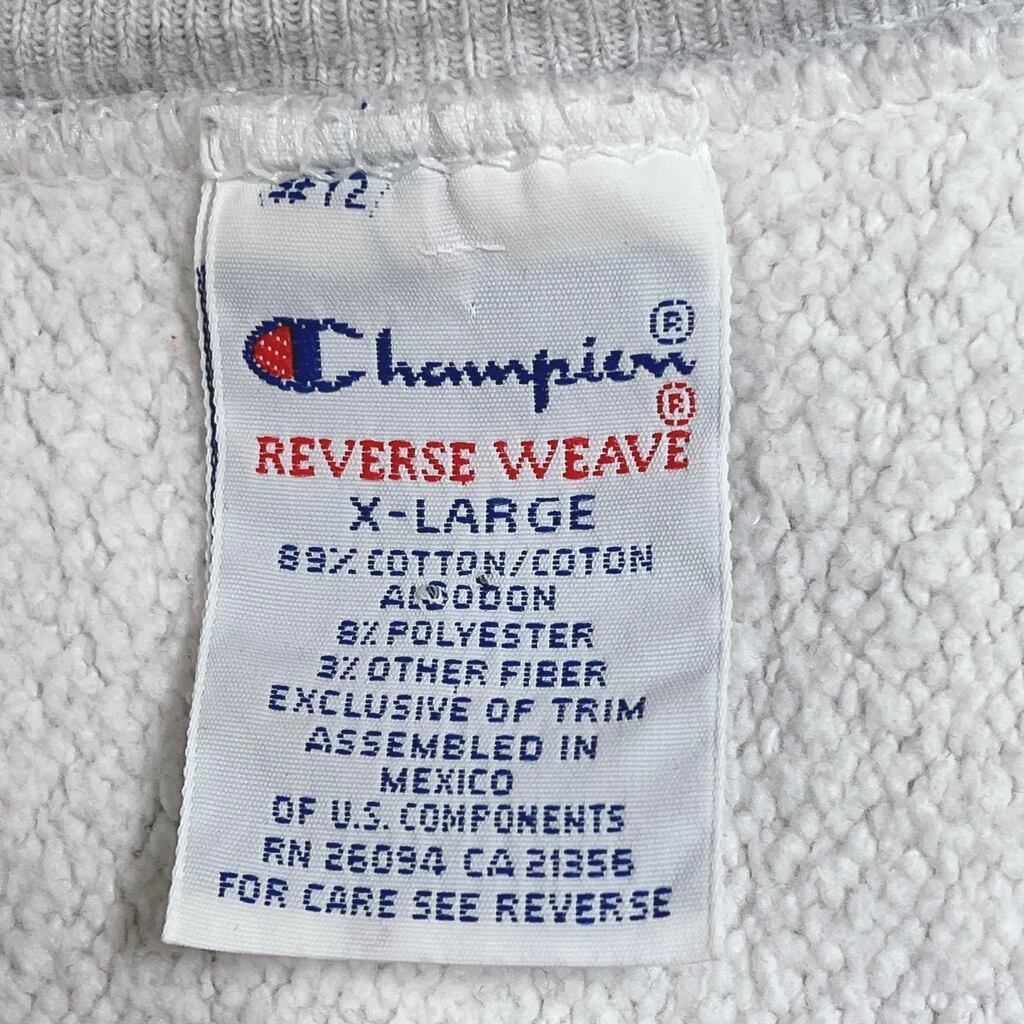 #72
Champion ®
REVERSE WEAVE ®
X-LARGE
89% COTTON/COTON
ALGODON
8% POLYESTER
3% OTHER FIBER
EXCLUSIVE OF TRIM
ASSEMBLED IN
MEXICO
OF U.S. COMPONENTS
RN 26094 CA 21356
FOR CARE SEE REVERSE